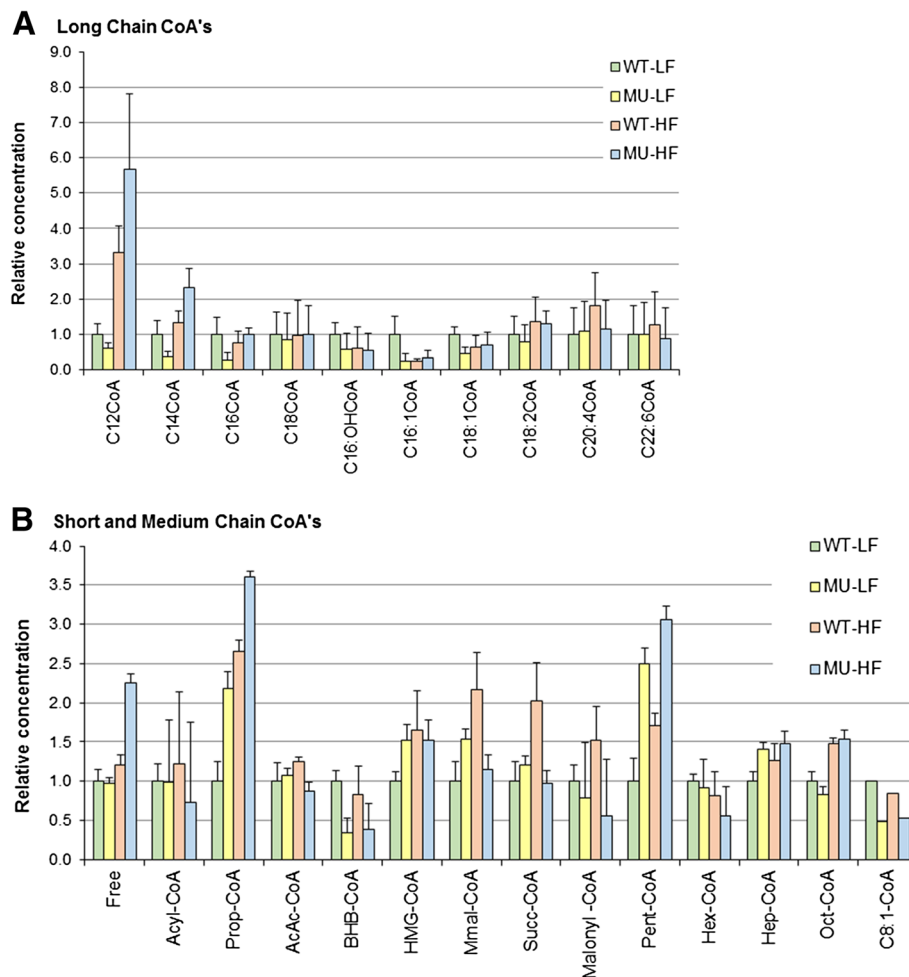 A Long Chain CoA's
9.0
8.0
7.0
6.0
5.0
4.0
3.0
2.0
1.0
0.0
Relative concentration
WT-LF
MU-LF
WT-HF
MU-HF
C12CoA
C14CoA
C16CoA
C18CoA
C16:OHCoA
C16:1CoA
C18:1CoA
C18:2CoA
C20:4CoA
C22:6CoA
B Short and Medium Chain CoA's
4.0
3.5
3.0
2.5
2.0
1.5
1.0
0.5
0.0
Relative concentration
WT-LF
MU-LF
WT-HF
MU-HF
Free
Acyl-CoA
Prop-CoA
AcAc-CoA
BHB-CoA
HMG-CoA
Mmal-CoA
Succ-CoA
Malonyl -CoA
Pent-CoA
Hex-CoA
Hep-CoA
Oct-CoA
C8:1-CoA